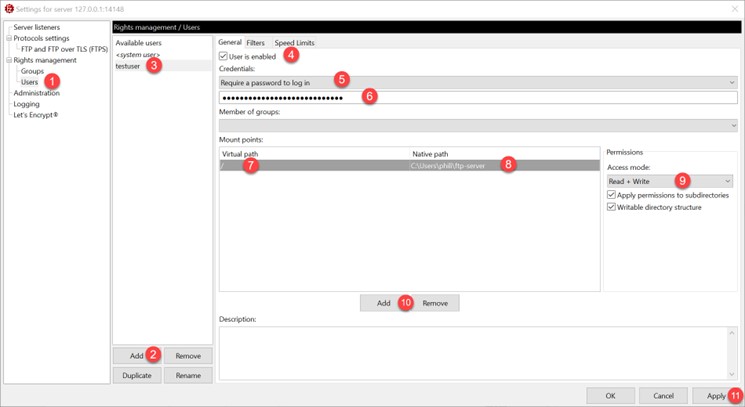 Settings for server 127.0.0.1:14148
Server listeners
Protocols settings
FTP and FTP over TLS (FTPS)
Rights management
Groups
Users 1
Administration
Logging
Let's Encrypt®
Rights management / Users
Available users
<system user>
testuser 3
Add 2
Remove
Duplicate
Rename
General Filters Speed Limits
User is enabled 4
Credentials:
Require a password to log in 5
●●●●●●●●●●●●●●●●●●●●●●●●●●●● 6
Member of groups:
Mount points:
Virtual path Native path
/ 7 C:\Users\phill\ftp-server 8
Permissions
Access mode:
Read + Write 9
Apply permissions to subdirectories
Writable directory structure
Add 10 Remove
Description:
OK Cancel Apply 11